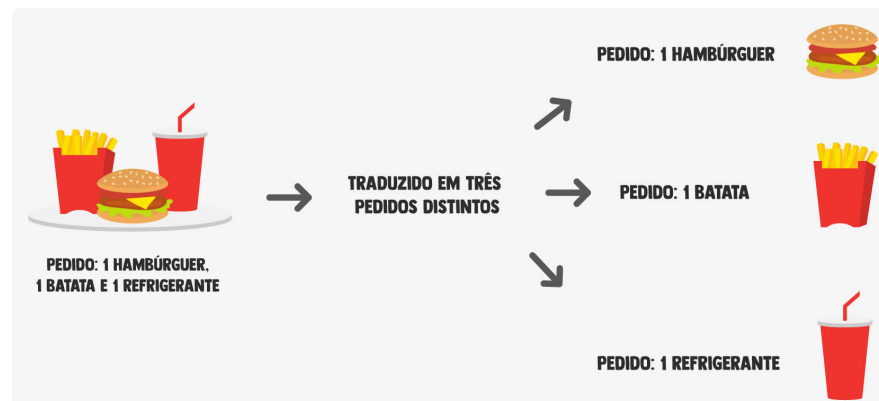 PEDIDO: 1 HAMBÚRGUER
TRADUZIDO EM TRÊS
PEDIDOS DISTINTOS
PEDIDO: 1 BATATA
PEDIDO: 1 HAMBÚRGUER,
1 BATATA E 1 REFRIGERANTE
PEDIDO: 1 REFRIGERANTE